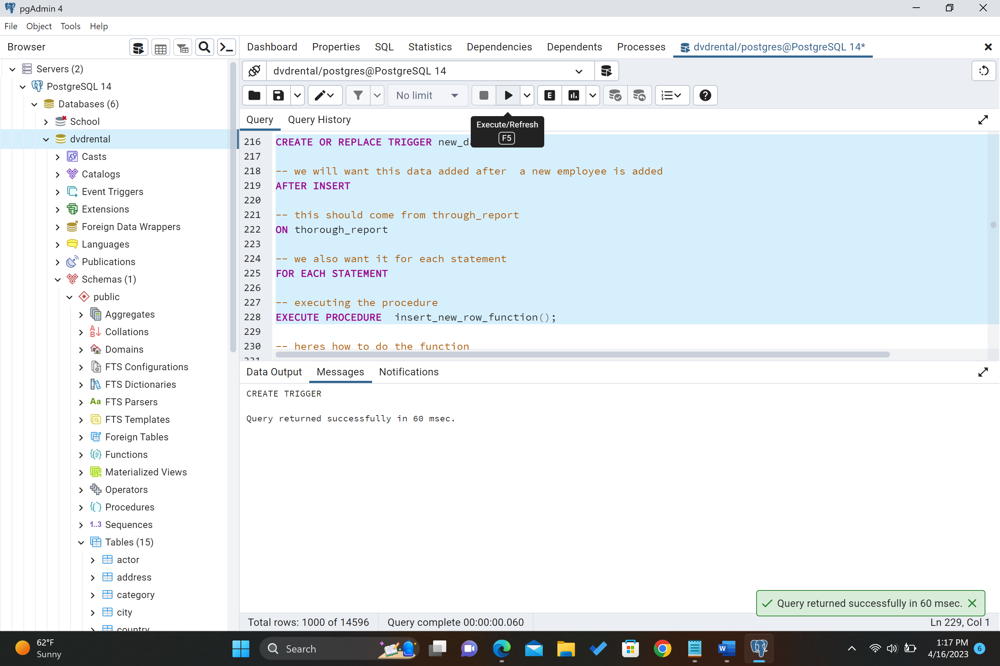 pgAdmin 4
File Object Tools Help
Browser
Dashboard Properties SQL Statistics Dependencies Dependents Processes dvdrental/postgres@PostgreSQL 14*
Servers (2)
PostgreSQL 14
Databases (6)
School
dvdrental
Casts
Catalogs
Event Triggers
Extensions
Foreign Data Wrappers
Languages
Publications
Schemas (1)
public
Aggregates
Collations
Domains
FTS Configurations
FTS Dictionaries
Aa FTS Parsers
FTS Templates
Foreign Tables
Functions
Materialized Views
Operators
Procedures
1..3 Sequences
Tables (15)
actor
address
category
city
country
dvdrental/postgres@PostgreSQL 14
No limit
E
Query Query History
Execute/Refresh
F5
216 CREATE OR REPLACE TRIGGER
217
218 -- we will want this data added after  a new employee is added
219 AFTER INSERT
220
221 -- this should come from through_report
222 ON thorough_report
223
224 -- we also want it for each statement
225 FOR EACH STATEMENT
226
227 -- executing the procedure
228 EXECUTE PROCEDURE  insert_new_row_function();
229
230 -- heres how to do the function
231
Data Output Messages Notifications
CREATE TRIGGER
Query returned successfully in 60 msec.
Query returned successfully in 60 msec.
Total rows: 1000 of 14596 Query complete 00:00:00.060 Ln 229, Col 1
62°F
Sunny
Search
W
1:17 PM
4/16/2023
6